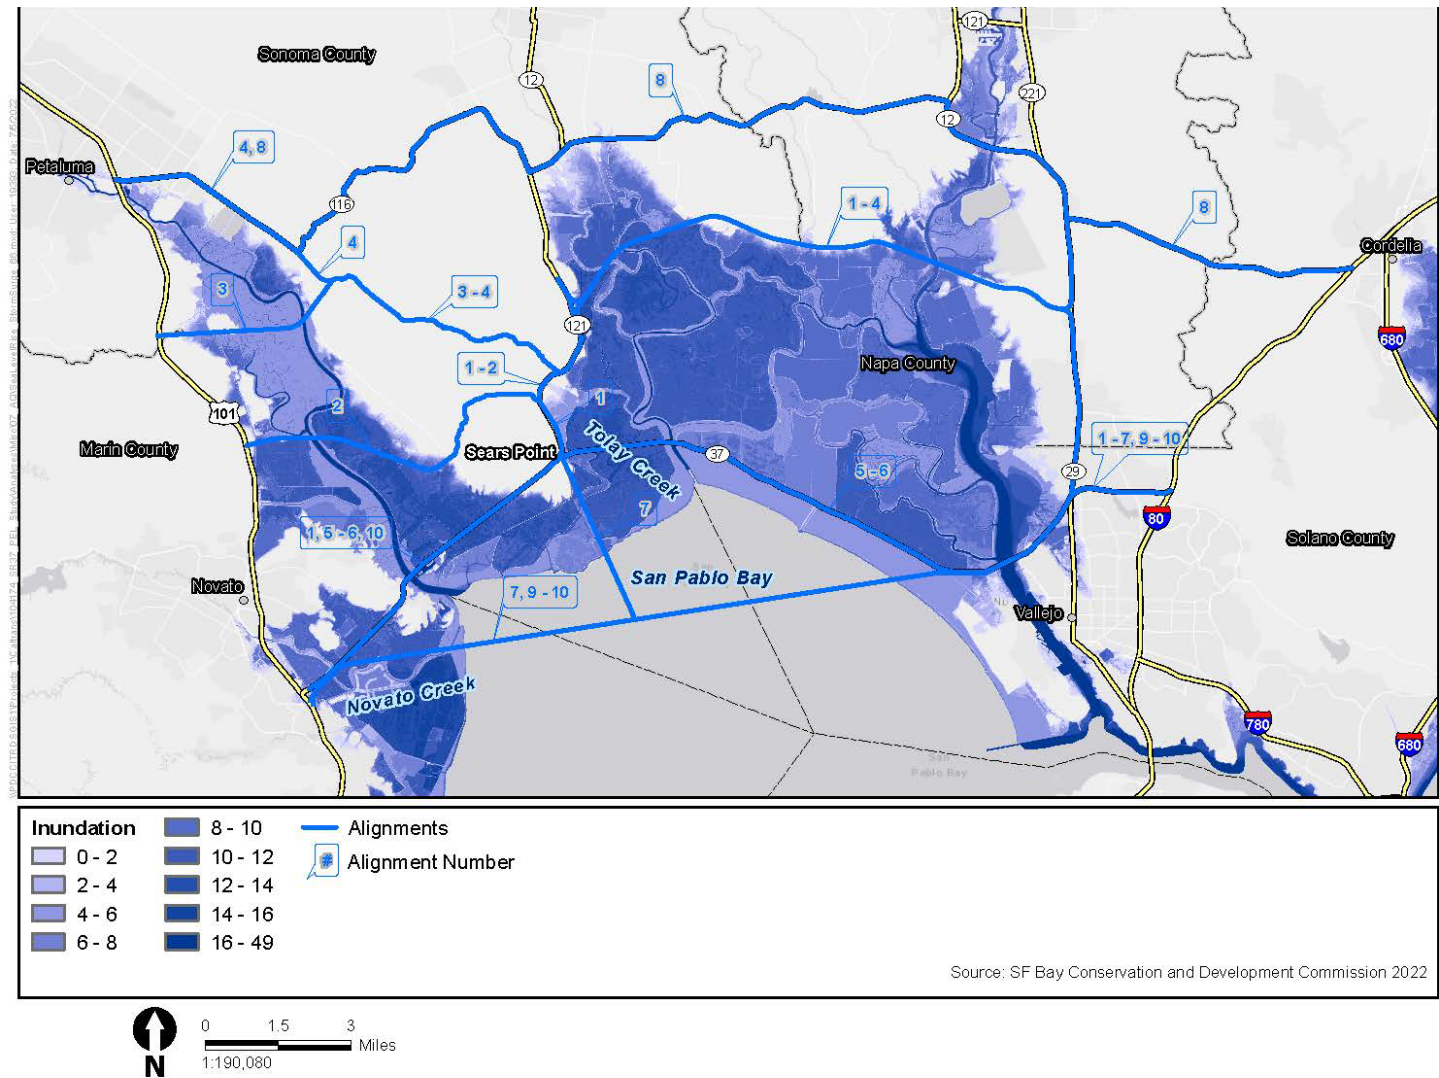 121
Sonoma County
12
8
221
12
4, 8
Petaluma
116
1 - 4
8
4
Cordelia
3
3 - 4
121
680
1 - 2
Napa County
101
2
1
Marin County
Sears Point
Tolay Creek
37
5 - 6
1 - 7, 9 - 10
29
7
80
1, 5 - 6, 10
Solano County
San Pablo Bay
Novato
7, 9 - 10
Vallejo
Novato Creek
780
680
San
Pablo Bay
Inundation
0 - 2
2 - 4
4 - 6
6 - 8
8 - 10
10 - 12
12 - 14
14 - 16
16 - 49
Alignments
# Alignment Number
Source: SF Bay Conservation and Development Commission 2022
N
0 1.5 3
Miles
1:190,080